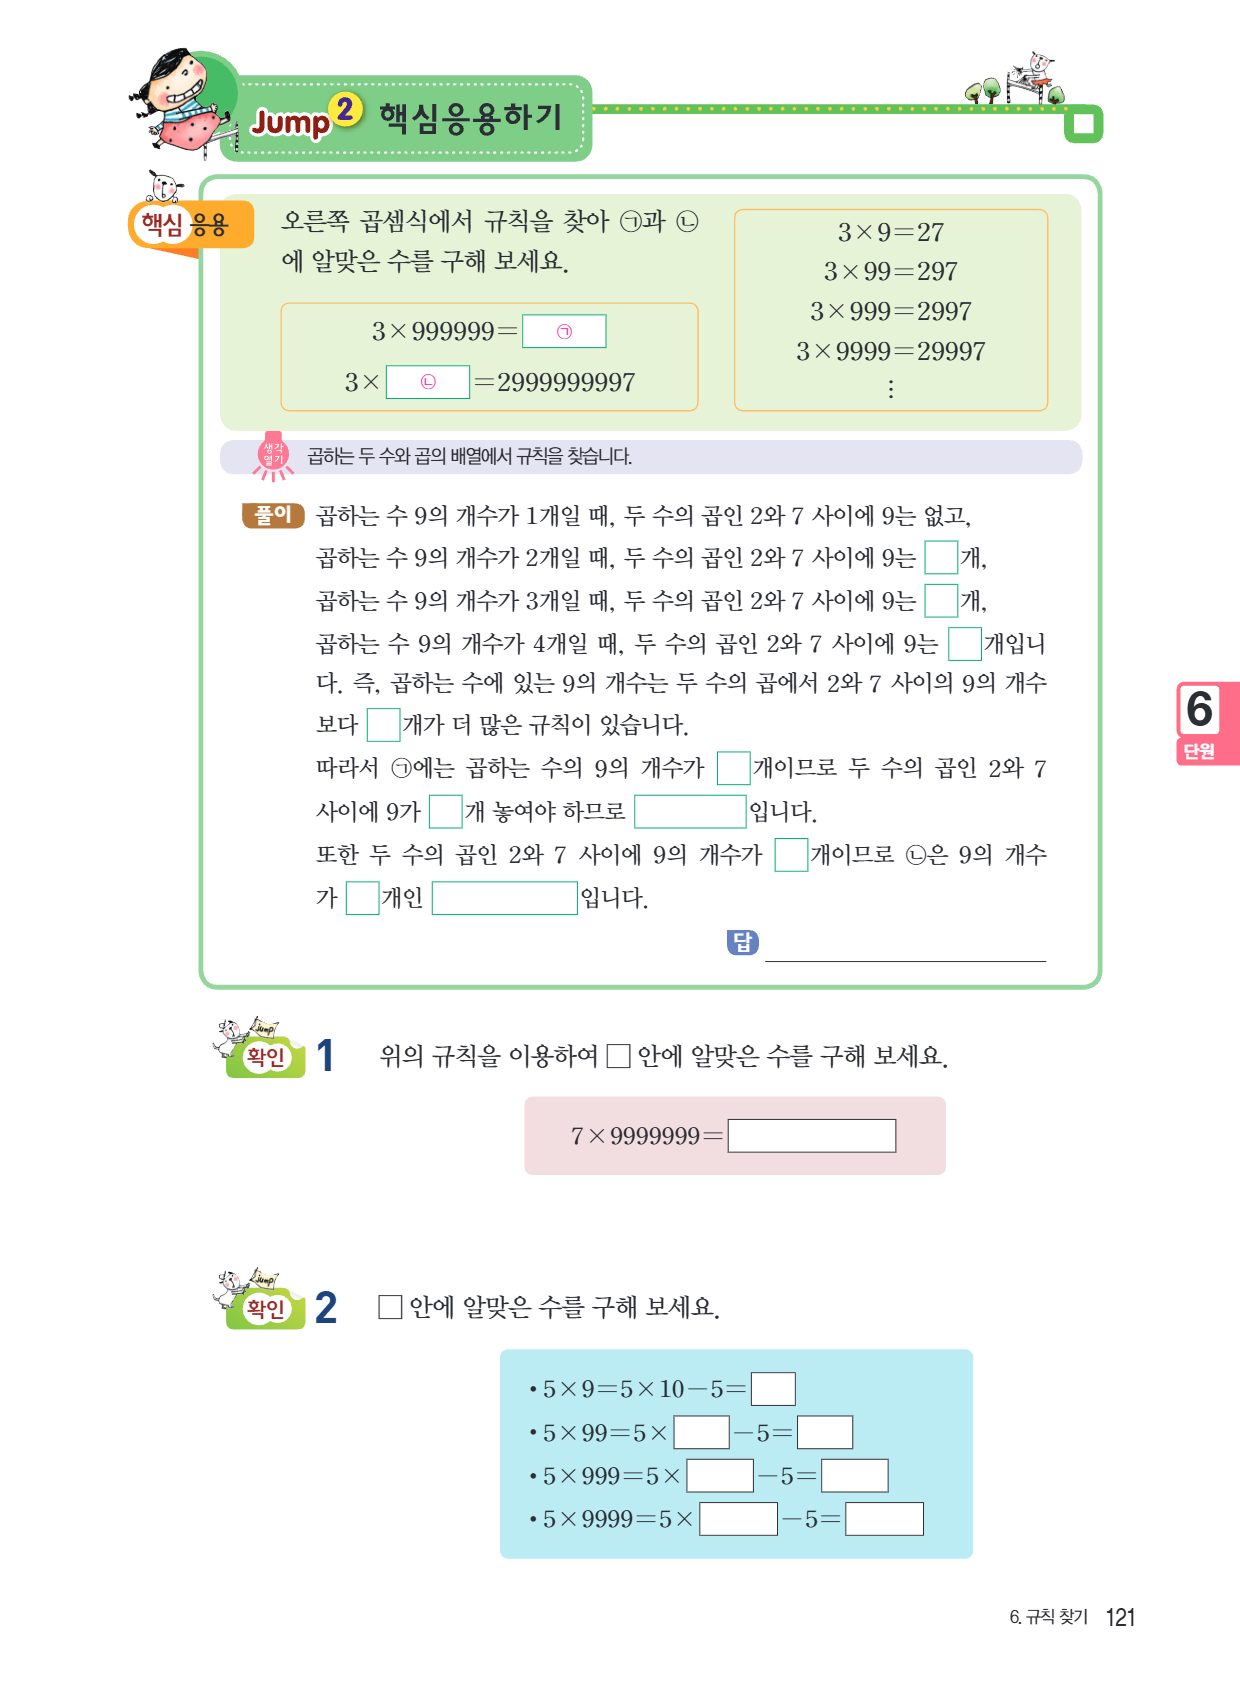 Jump 2 핵심응용하기
핵심 응용
오른쪽 곱셈식에서 규칙을 찾아 ㉠과 ㉡
에 알맞은 수를 구해 보세요.
3×999999=㉠
3×㉡=2999999997
3×9=27
3×99=297
3×999=2997
3×9999=29997
⋮
생각
열기
곱하는 두 수와 곱의 배열에서 규칙을 찾습니다.
풀이 곱하는 수 9의 개수가 1개일 때, 두 수의 곱인 2와 7 사이에 9는 없고,
곱하는 수 9의 개수가 2개일 때, 두 수의 곱인 2와 7 사이에 9는 □개,
곱하는 수 9의 개수가 3개일 때, 두 수의 곱인 2와 7 사이에 9는 □개,
곱하는 수 9의 개수가 4개일 때, 두 수의 곱인 2와 7 사이에 9는 □개입니
다. 즉, 곱하는 수에 있는 9의 개수는 두 수의 곱에서 2와 7 사이의 9의 개수
보다 □개가 더 많은 규칙이 있습니다.
따라서 ㉠에는 곱하는 수의 9의 개수가 □개이므로 두 수의 곱인 2와 7
사이에 9가 □개 놓여야 하므로 □입니다.
또한 두 수의 곱인 2와 7 사이에 9의 개수가 □개이므로 ㉡은 9의 개수
가 □개인 □입니다.
답
6
단원
Jump
확인 1 위의 규칙을 이용하여 □ 안에 알맞은 수를 구해 보세요.
7×9999999=□
Jump
확인 2 □ 안에 알맞은 수를 구해 보세요.
• 5×9=5×10-5=□
• 5×99=5×□-5=□
• 5×999=5×□-5=□
• 5×9999=5×□-5=□
6. 규칙 찾기 121